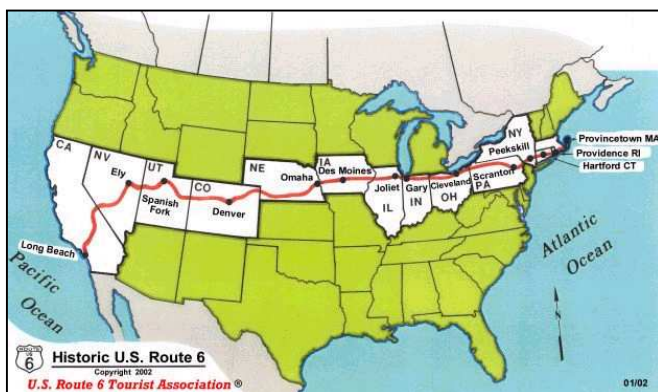 CA
NV
Ely
UT
Spanish
Fork
CO
Denver
NE
Omaha
IA
Des Moines
Joliet
IL
Gary
IN
Cleveland
OH
Scranton
PA
NY
Peekskill
Provincetown MA
Providence RI
Hartford CT
Long Beach
Pacific
Ocean
Atlantic
Ocean
N
ROUTE
US
6
Historic U.S. Route 6
Copyright 2002
U.S. Route 6 Tourist Association ®
01/02